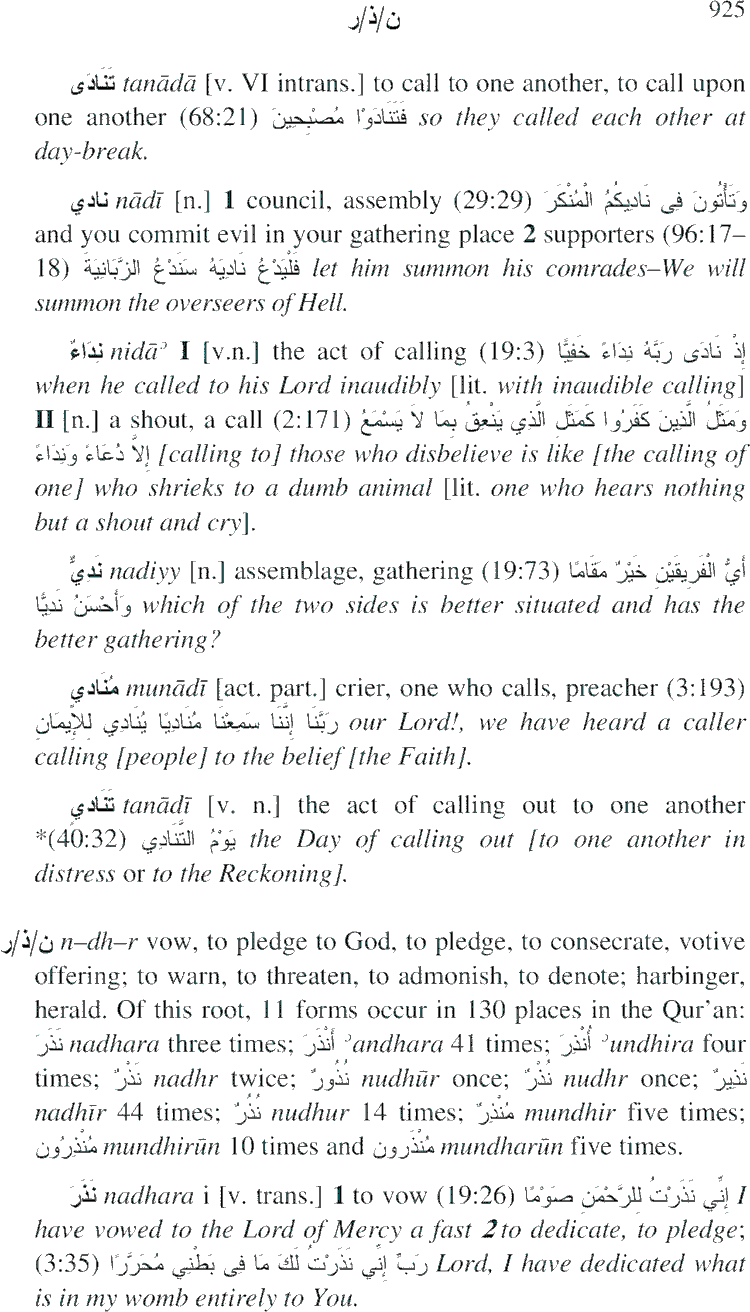 ن/ذ/ر 925
تَنَادَى tanādā [v. VI intrans.] to call to one another, to call upon
one another (68:21) فَتَنَادَوْا مُصْبِحِينَ so they called each other at
day-break.
نادي nādī [n.] 1 council, assembly (29:29) وَتَأْتُونَ فِى نَادِيكُمُ الْمُنْكَرَ
and you commit evil in your gathering place 2 supporters (96:17–
18) فَلْيَدْعُ نَادِيَهُ سَنَدْعُ الزَّبَانِيَةَ let him summon his comrades–We will
summon the overseers of Hell.
نِدَاءٌ nidāʾ I [v.n.] the act of calling (19:3) إِذْ نَادَى رَبَّهُ نِدَاءً خَفِيًّا
when he called to his Lord inaudibly [lit. with inaudible calling]
II [n.] a shout, a call (2:171) وَمَثَلُ الَّذِينَ كَفَرُوا كَمَثَلِ الَّذِي يَنْعِقُ بِمَا لَا يَسْمَعُ
إِلاَّ دُعَاءً وَنِدَاءً [calling to] those who disbelieve is like [the calling of
one] who shrieks to a dumb animal [lit. one who hears nothing
but a shout and cry].
نَدِيٌّ nadiyy [n.] assemblage, gathering (19:73) أَيُّ الْفَرِيقَيْنِ خَيْرٌ مَقَامًا
وَأَحْسَنُ نَدِيًّا which of the two sides is better situated and has the
better gathering?
مُنَادِي munādī [act. part.] crier, one who calls, preacher (3:193)
رَبَّنَا إِنَّنَا سَمِعْنَا مُنَادِيًا يُنَادِي لِلإِيمَانِ our Lord!, we have heard a caller
calling [people] to the belief [the Faith].
تَنَادِي tanādī [v. n.] the act of calling out to one another
*(40:32) يَوْمُ التَّنَادِي the Day of calling out [to one another in
distress or to the Reckoning].
ن/ذ/ر n–dh–r vow, to pledge to God, to pledge, to consecrate, votive
offering; to warn, to threaten, to admonish, to denote; harbinger,
herald. Of this root, 11 forms occur in 130 places in the Qur'an:
نَذَرَ nadhara three times; أَنْذَرَ ʾandhara 41 times; أُنْذِرَ ʾundhira four
times; نَذْرٌ nadhr twice; نُذُورٌ nudhūr once; نُذْرٌ nudhr once; نَذِيرٌ
nadhīr 44 times; نُذُرٌ nudhur 14 times; مُنْذِرٌ mundhir five times;
مُنْذِرُون mundhirūn 10 times and مُنْذَرون mundharūn five times.
نَذَرَ nadhara i [v. trans.] 1 to vow (19:26) إِنِّي نَذَرْتُ لِلرَّحْمَنِ صَوْمًا I
have vowed to the Lord of Mercy a fast 2 to dedicate, to pledge;
(3:35) رَبِّ إِنِّي نَذَرْتُ لَكَ مَا فِى بَطْنِي مُحَرَّرًا Lord, I have dedicated what
is in my womb entirely to You.